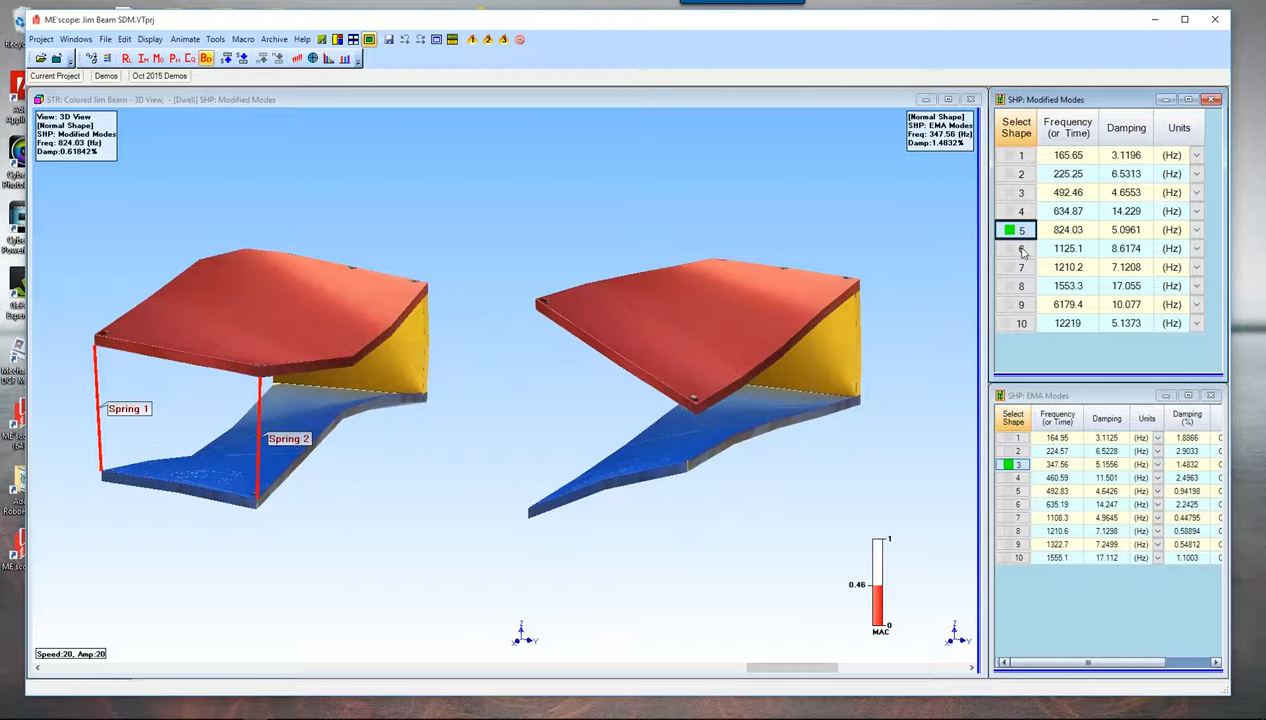 ME'scope: Jim Beam SDM.VTprj
Project Windows File Edit Display Animate Tools Macro Archive Help
Current Project Demos Oct 2015 Demos
STR: Colored Jim Beam - 3D View, - [Dwell] SHP: Modified Modes
View: 3D View
[Normal Shape]
SHP: Modified Modes
Freq: 824.03 (Hz)
Damp:0.61842%
[Normal Shape]
SHP: EMA Modes
Freq: 347.56 (Hz)
Damp:1.4832%
Spring 1
Spring 2
1
0.46
0
MAC
Z
X
Y
Z
X
Y
Speed:20, Amp:20
SHP: Modified Modes
Select Shape Frequency (or Time) Damping Units
1 165.65 3.1196 (Hz)
2 225.25 6.5313 (Hz)
3 492.46 4.6553 (Hz)
4 634.87 14.229 (Hz)
5 824.03 5.0961 (Hz)
6 1125.1 8.6174 (Hz)
7 1210.2 7.1208 (Hz)
8 1553.3 17.055 (Hz)
9 6179.4 10.077 (Hz)
10 12219 5.1373 (Hz)
SHP: EMA Modes
Select Shape Frequency (or Time) Damping Units Damping (%)
1 164.95 3.1125 (Hz) 1.8866
2 224.57 6.5228 (Hz) 2.9033
3 347.56 5.1556 (Hz) 1.4832
4 460.59 11.501 (Hz) 2.4963
5 492.83 4.6426 (Hz) 0.94198
6 635.19 14.247 (Hz) 2.2425
7 1108.3 4.9645 (Hz) 0.44795
8 1210.6 7.1298 (Hz) 0.58894
9 1322.7 7.2499 (Hz) 0.54812
10 1555.1 17.112 (Hz) 1.1003